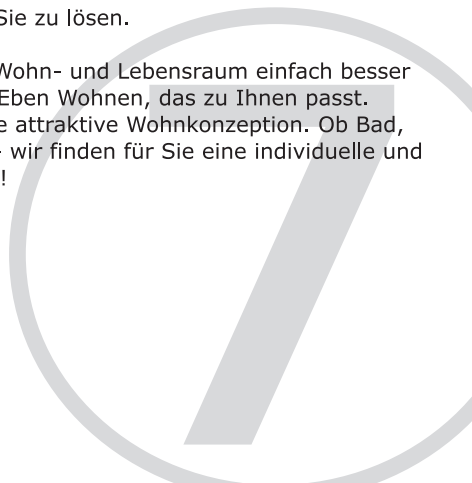 Sie zu lösen.
Wohn- und Lebensraum einfach besser
Eben Wohnen, das zu Ihnen passt.
e attraktive Wohnkonzeption. Ob Bad,
- wir finden für Sie eine individuelle und
!
7